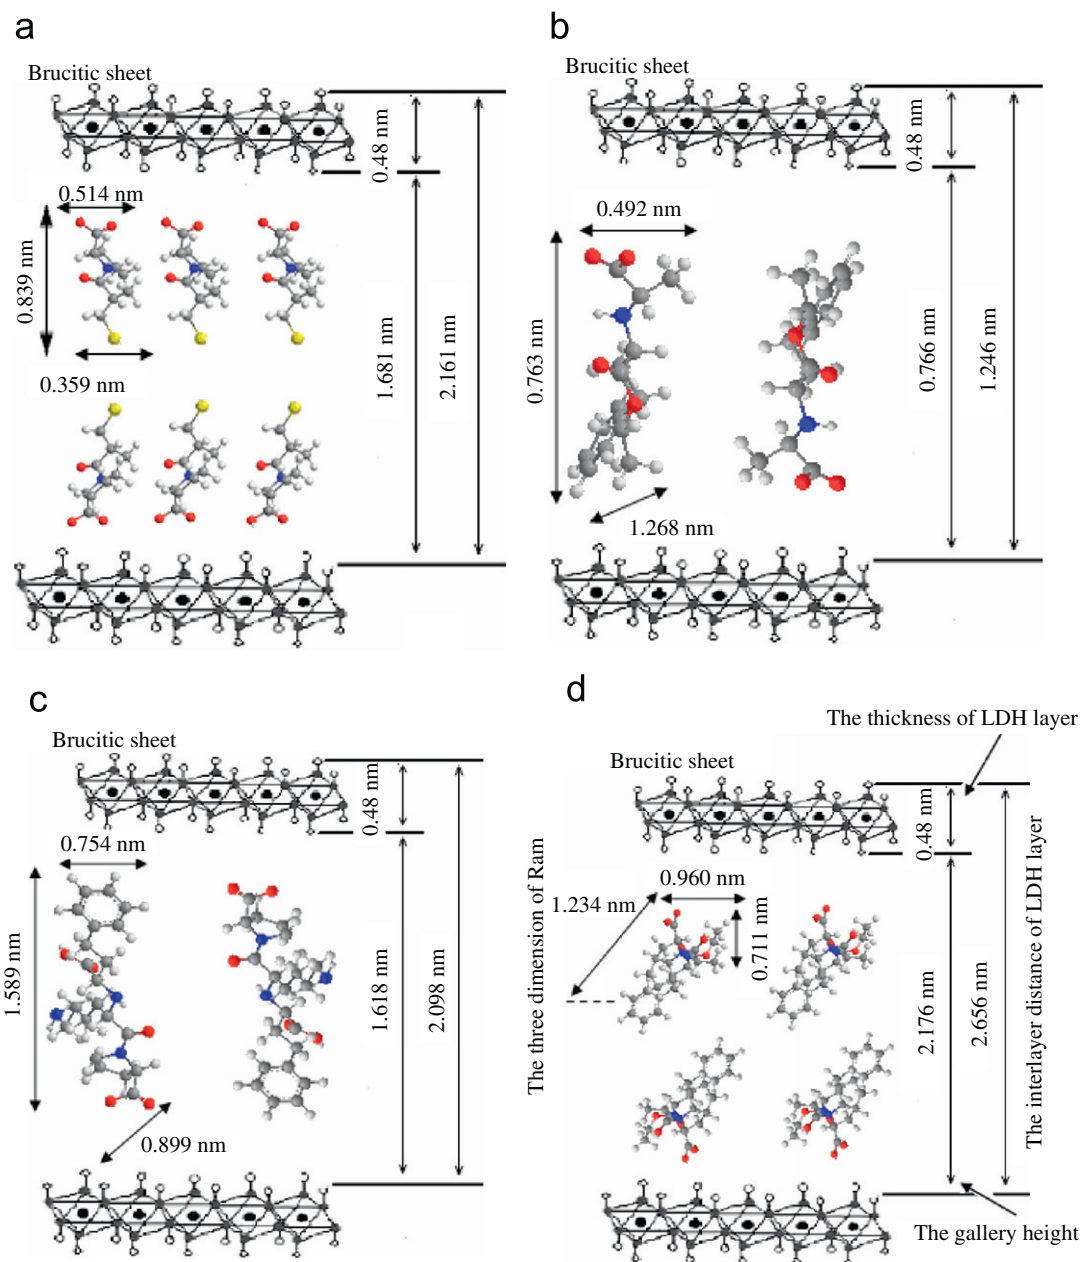 a
Brucitic sheet
0.48 nm
0.514 nm
0.839 nm
0.359 nm
1.681 nm
2.161 nm
b
Brucitic sheet
0.48 nm
0.492 nm
0.763 nm
1.268 nm
0.766 nm
1.246 nm
c
Brucitic sheet
0.48 nm
0.754 nm
1.589 nm
0.899 nm
1.618 nm
2.098 nm
d
The thickness of LDH layer
Brucitic sheet
0.48 nm
0.960 nm
1.234 nm
0.711 nm
The three dimension of Ram
2.176 nm
2.656 nm
The interlayer distance of LDH layer
The gallery height